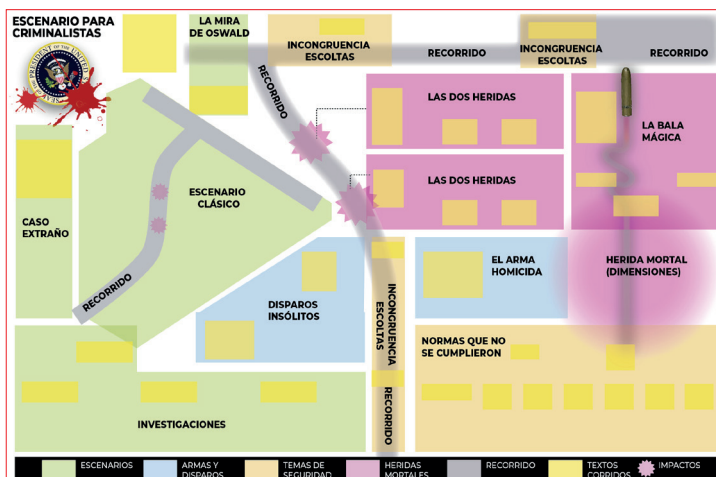 ESCENARIO PARA
CRIMINALISTAS
LA MIRA
DE OSWALD
INCONGRUENCIA
ESCOLTAS
RECORRIDO
INCONGRUENCIA
ESCOLTAS
RECORRIDO
RECORRIDO
LAS DOS HERIDAS
LA BALA
MÁGICA
LAS DOS HERIDAS
ESCENARIO
CLÁSICO
CASO
EXTRAÑO
RECORRIDO
DISPAROS
INSÓLITOS
INCONGRUENCIA
ESCOLTAS
EL ARMA
HOMICIDA
HERIDA MORTAL
(DIMENSIONES)
NORMAS QUE NO
SE CUMPLIERON
RECORRIDO
INVESTIGACIONES
ESCENARIOS
ARMAS Y
DISPAROS
TEMAS DE
SEGURIDAD
HERIDAS
MORTALES
RECORRIDO
TEXTOS
CORRIDOS
IMPACTOS